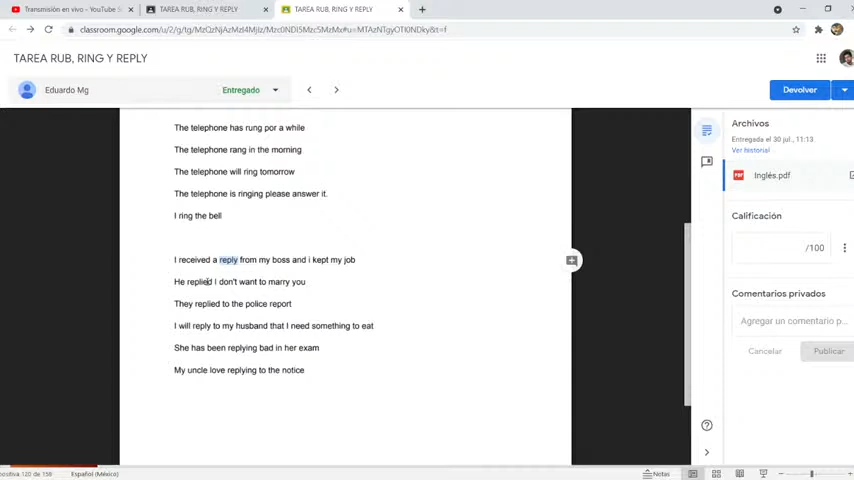 Transmisión en vivo - YouTube S
TAREA RUB, RING Y REPLY
TAREA RUB, RING Y REPLY
TAREA RUB, RING Y REPLY
Eduardo Mg
Entregado
Devolver
The telephone has rung por a while
The telephone rang in the morning
The telephone will ring tomorrow
The telephone is ringing please answer it.
I ring the bell
I received a reply from my boss and i kept my job
He replied I don't want to marry you
They replied to the police report
I will reply to my husband that I need something to eat
She has been replying bad in her exam
My uncle love replying to the notice
Archivos
Entregada el 30 jul., 11:13
Ver historial
PDF
Inglés.pdf
Calificación
/100
Comentarios privados
Agregar un comentario p...
Cancelar
Publicar
positiva 120 de 156
Español (México)
Notas